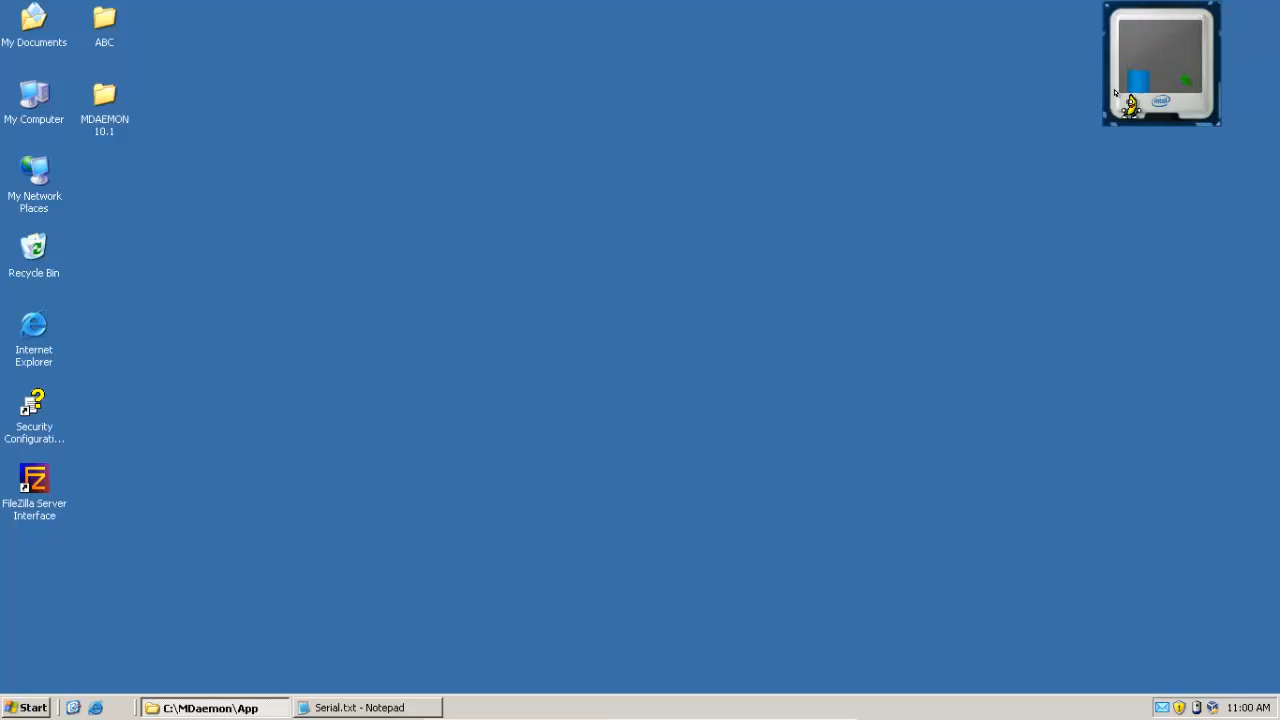 My Documents
ABC
My Computer
MDAEMON
10.1
My Network
Places
Recycle Bin
Internet
Explorer
Security
Configurati...
FileZilla Server
Interface
intel
Start
C:\MDaemon\App
Serial.txt - Notepad
11:00 AM